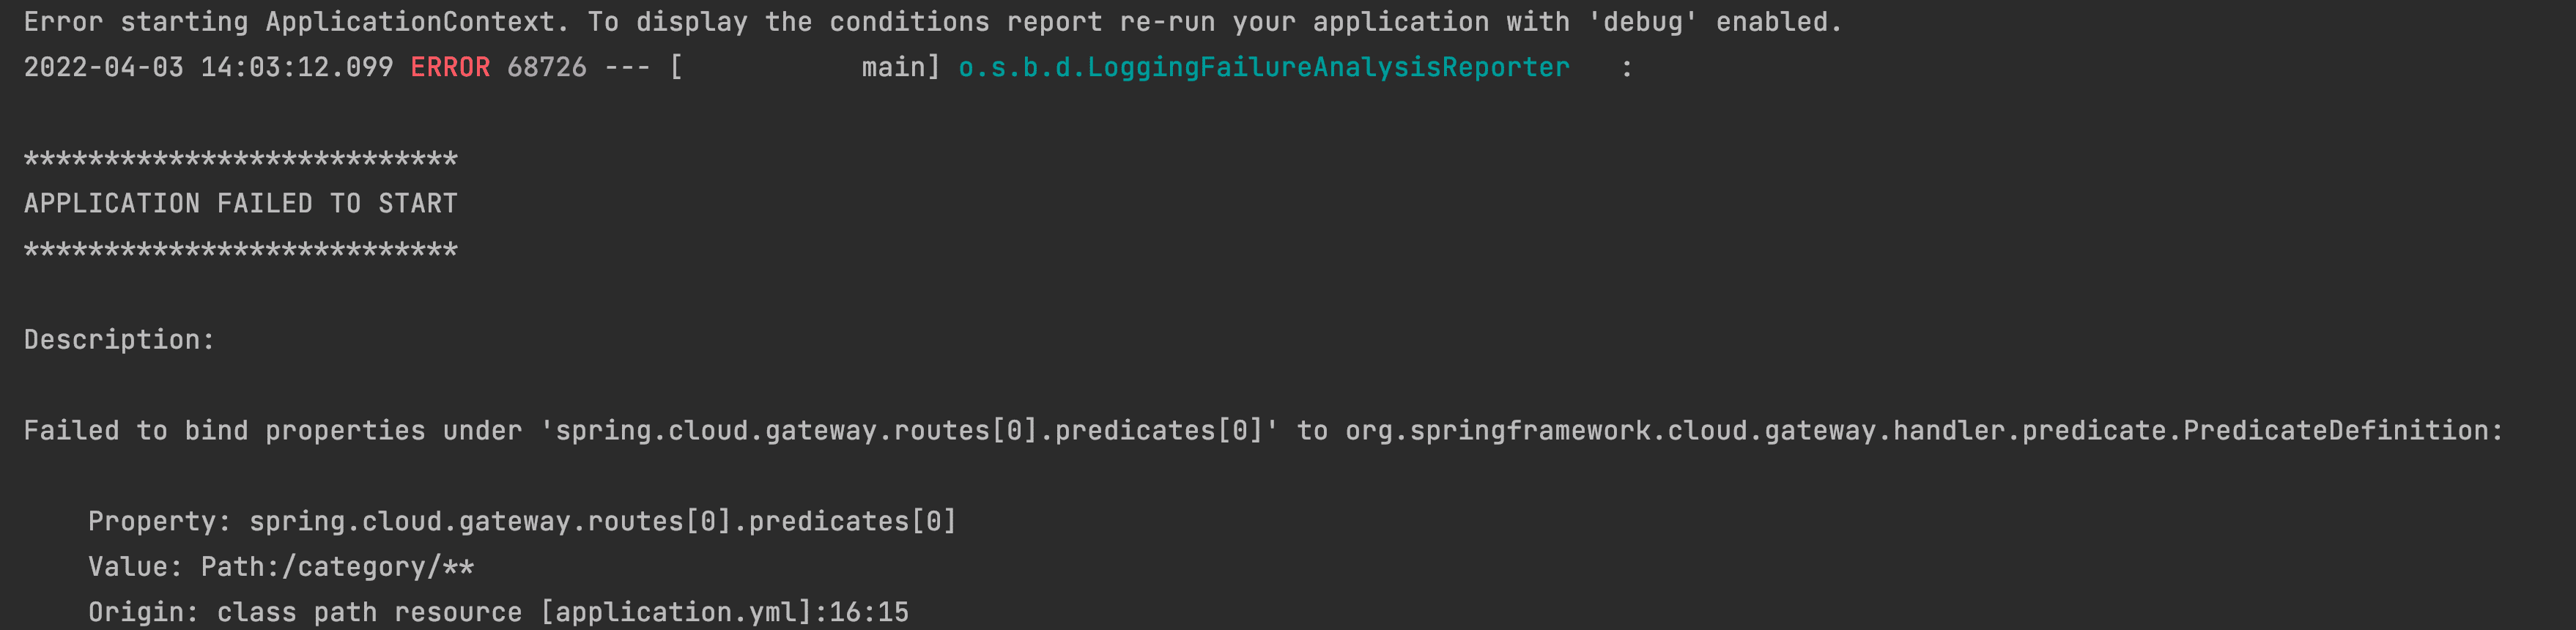 Error starting ApplicationContext. To display the conditions report re-run your application with 'debug' enabled.
2022-04-03 14:03:12.099 ERROR 68726 --- [           main] o.s.b.d.LoggingFailureAnalysisReporter   :
***************************
APPLICATION FAILED TO START
***************************
Description:
Failed to bind properties under 'spring.cloud.gateway.routes[0].predicates[0]' to org.springframework.cloud.gateway.handler.predicate.PredicateDefinition:
    Property: spring.cloud.gateway.routes[0].predicates[0]
    Value: Path:/category/**
    Origin: class path resource [application.yml]:16:15